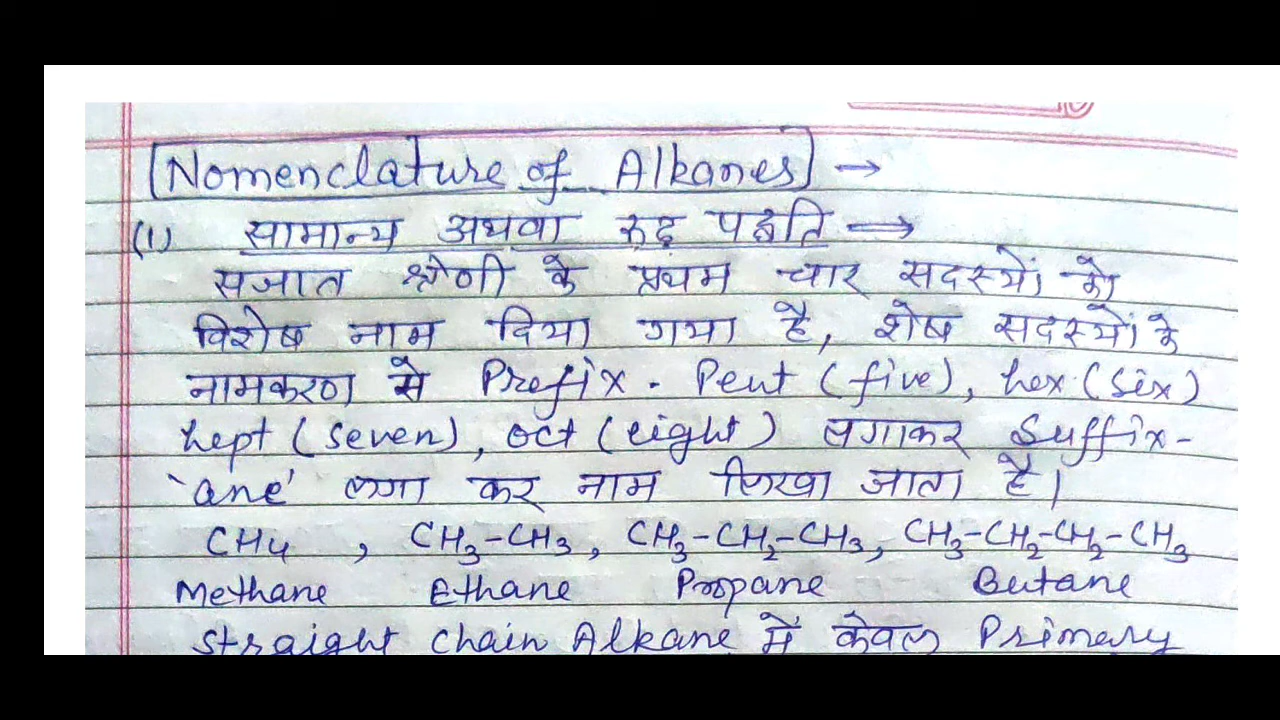 Nomenclature of Alkanes →
(1) सामान्य अथवा रुढ़ पद्धति →
सजात श्रेणी के प्रथम चार सदस्यों को
विशेष नाम दिया गया है, शेष सदस्यों के
नामकरण में Prefix - Pent (five), hex (six)
hept (seven), oct (eight) लगाकर Suffix-
'ane' लगा कर नाम लिखा जाता है।
CH4 , CH3-CH3, CH3-CH2-CH3, CH3-CH2-CH2-CH3
Methane Ethane Propane Butane
Straight chain Alkane में केवल Primary